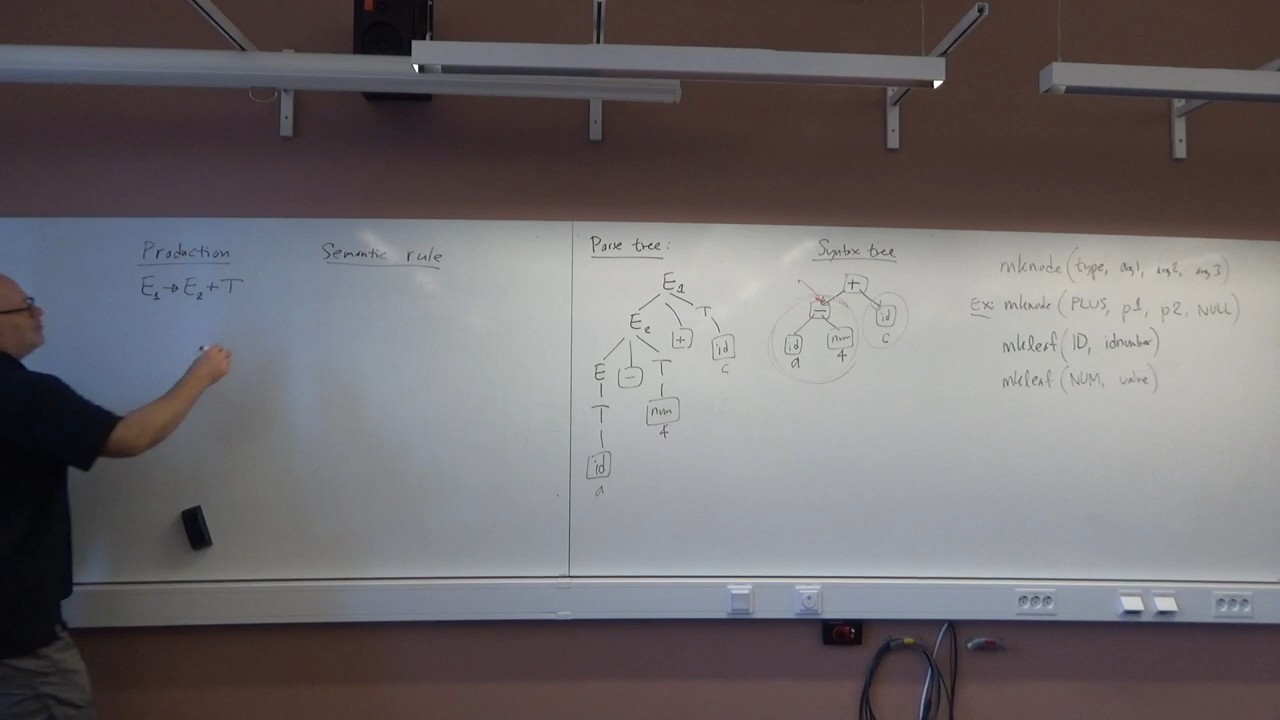 Production Semantic rule
E₁ → E₂ + T
Parse tree:
E₁
E₂ + T
E - T id
c
T num
4
id
a
Syntax tree
+
- id
c
id num
a 4
mknode(type, arg1, arg2, arg3)
Ex: mknode(PLUS, p1, p2, NULL)
mkleaf(ID, idnumber)
mkleaf(NUM, value)